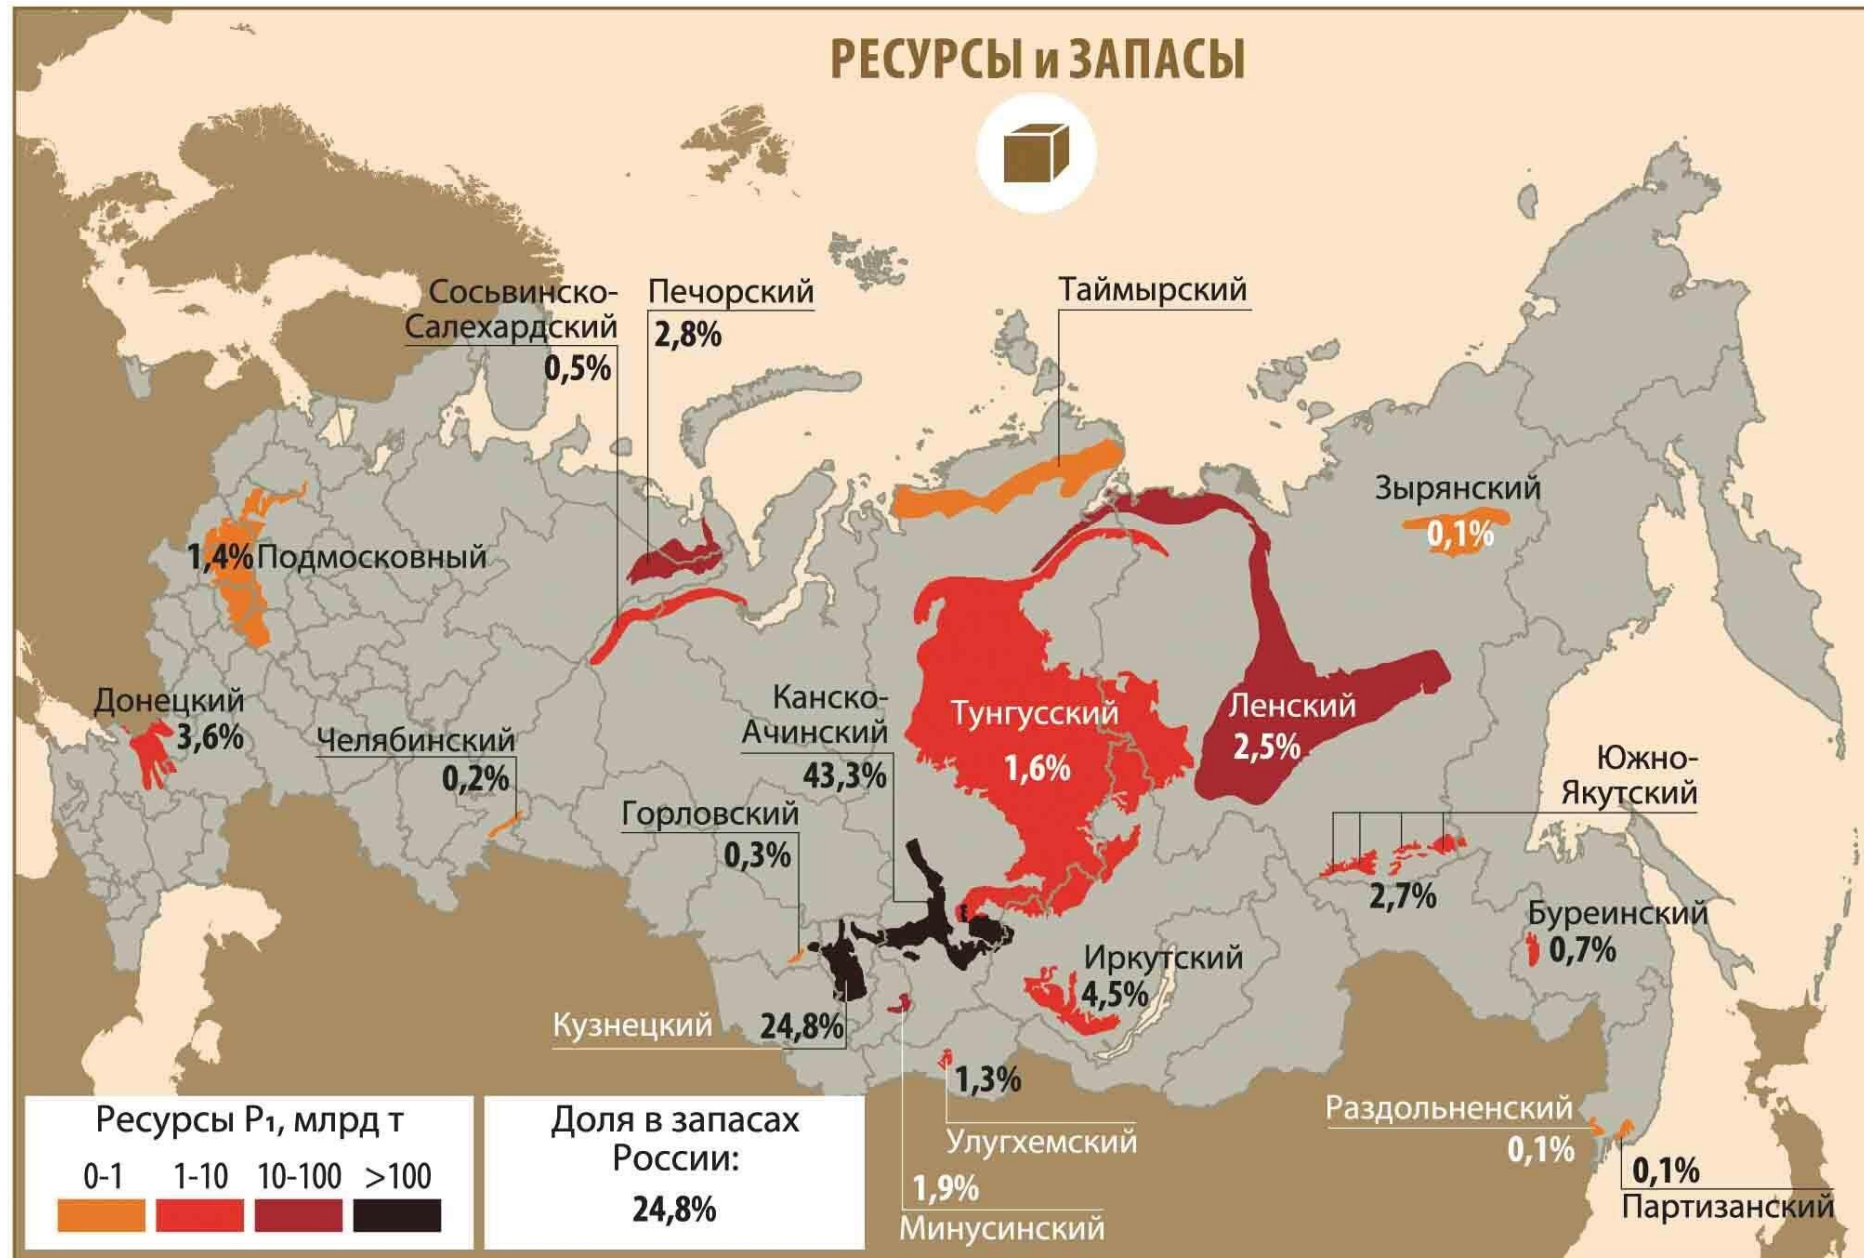 РЕСУРСЫ и ЗАПАСЫ
Сосьвинско-
Салехардский
0,5%
Печорский
2,8%
Таймырский
Зырянский
0,1%
1,4% Подмосковный
Донецкий
3,6%
Челябинский
0,2%
Канско-
Ачинский
43,3%
Горловский
0,3%
Тунгусский
1,6%
Ленский
2,5%
Южно-
Якутский
2,7%
Буреинский
0,7%
Иркутский
4,5%
Кузнецкий 24,8%
1,3%
Улугхемский
1,9%
Минусинский
Раздольненский
0,1%
0,1%
Партизанский
Ресурсы Р₁, млрд т
0-1 1-10 10-100 >100
Доля в запасах
России:
24,8%